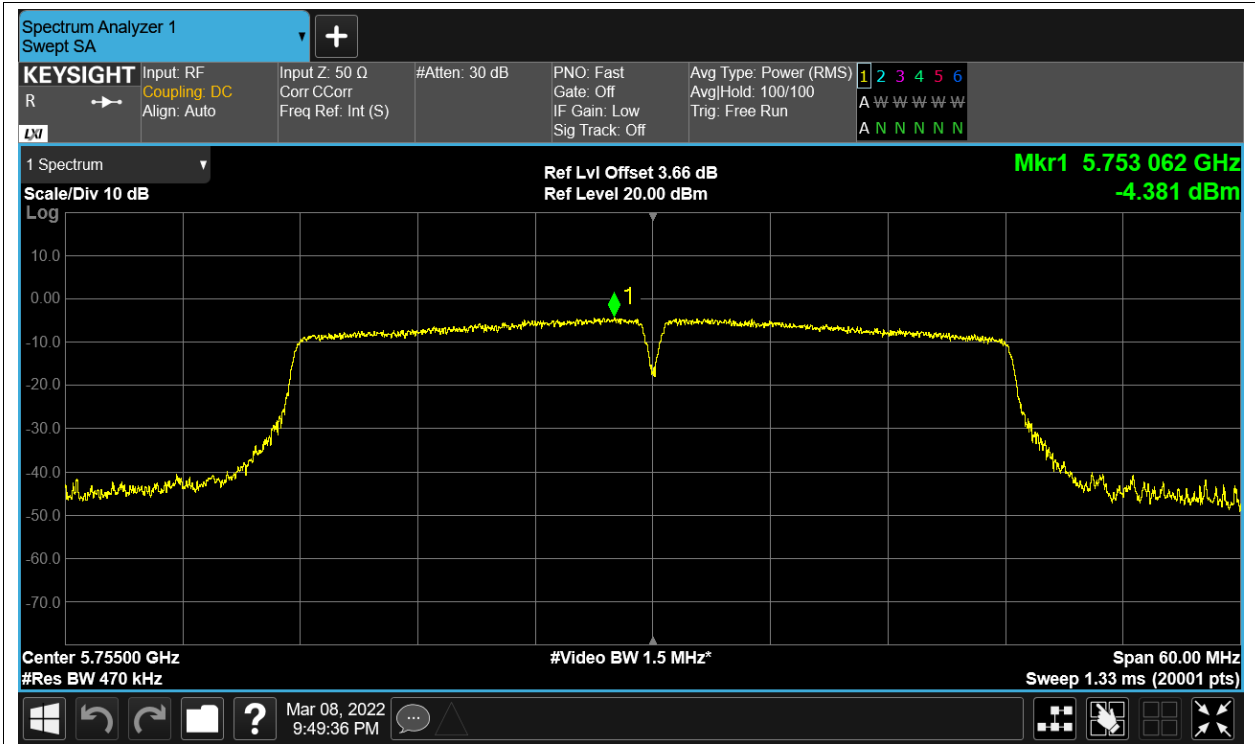 Spectrum Analyzer 1
Swept SA
KEYSIGHT
R
LXI
Input: RF
Coupling: DC
Align: Auto
Input Z: 50 Ω
Corr CCorr
Freq Ref: Int (S)
#Atten: 30 dB
PNO: Fast
Gate: Off
IF Gain: Low
Sig Track: Off
Avg Type: Power (RMS)
Avg|Hold: 100/100
Trig: Free Run
1 2 3 4 5 6
A W W W W W
A N N N N N
1 Spectrum
Scale/Div 10 dB
Log
Ref Lvl Offset 3.66 dB
Ref Level 20.00 dBm
Mkr1 5.753 062 GHz
-4.381 dBm
10.0
0.00
-10.0
-20.0
-30.0
-40.0
-50.0
-60.0
-70.0
1
Center 5.75500 GHz
#Res BW 470 kHz
#Video BW 1.5 MHz*
Span 60.00 MHz
Sweep 1.33 ms (20001 pts)
?
Mar 08, 2022
9:49:36 PM